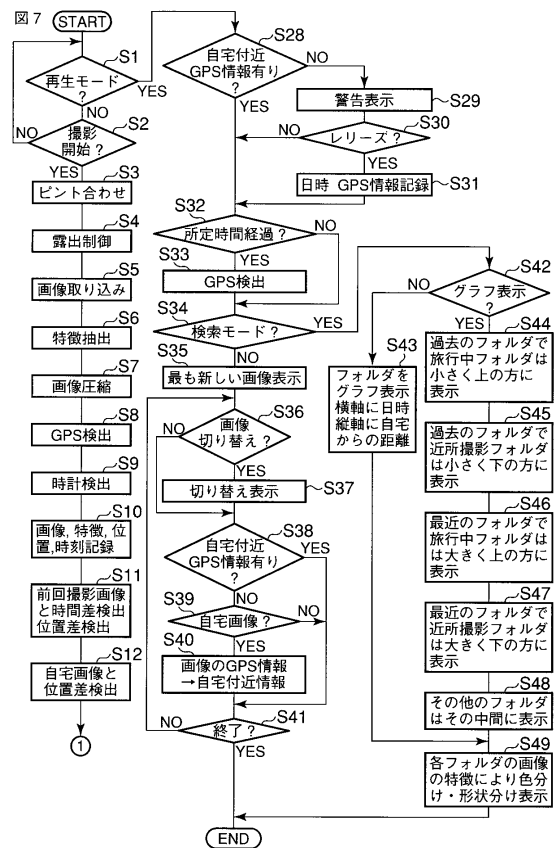 図7
START
S1
再生モード
?
YES
NO
S2
撮影
開始?
NO
YES
S3
ピント合わせ
S4
露出制御
S5
画像取り込み
S6
特徴抽出
S7
画像圧縮
S8
GPS検出
S9
時計検出
S10
画像,特徴,位
置,時刻記録
S11
前回撮影画像
と時間差検出
位置差検出
S12
自宅画像と
位置差検出
1
S28
自宅付近
GPS情報有り
?
NO
YES
警告表示
S29
S30
レリーズ?
NO
YES
日時 GPS情報記録
S31
S32
所定時間経過?
NO
YES
S33
GPS検出
S34
検索モード?
YES
NO
S35
最も新しい画像表示
S36
画像
切り替え?
NO
YES
切り替え表示
S37
S38
自宅付近
GPS情報有り
?
YES
NO
S39
自宅画像?
NO
YES
S40
画像のGPS情報
→自宅付近情報
S41
終了?
NO
YES
END
S42
グラフ表示
?
NO
YES
S43
フォルダを
グラフ表示
横軸に日時
縦軸に自宅
からの距離
S44
過去のフォルダで
旅行中フォルダは
小さく上の方に
表示
S45
過去のフォルダで
近所撮影フォルダ
は小さく下の方に
表示
S46
最近のフォルダで
旅行中フォルダ
は大きく上の方に
表示
S47
最近のフォルダで
近所撮影フォルダ
は大きく下の方に
表示
S48
その他のフォルダ
はその中間に表示
S49
各フォルダの画像
の特徴により色分
け・形状分け表示